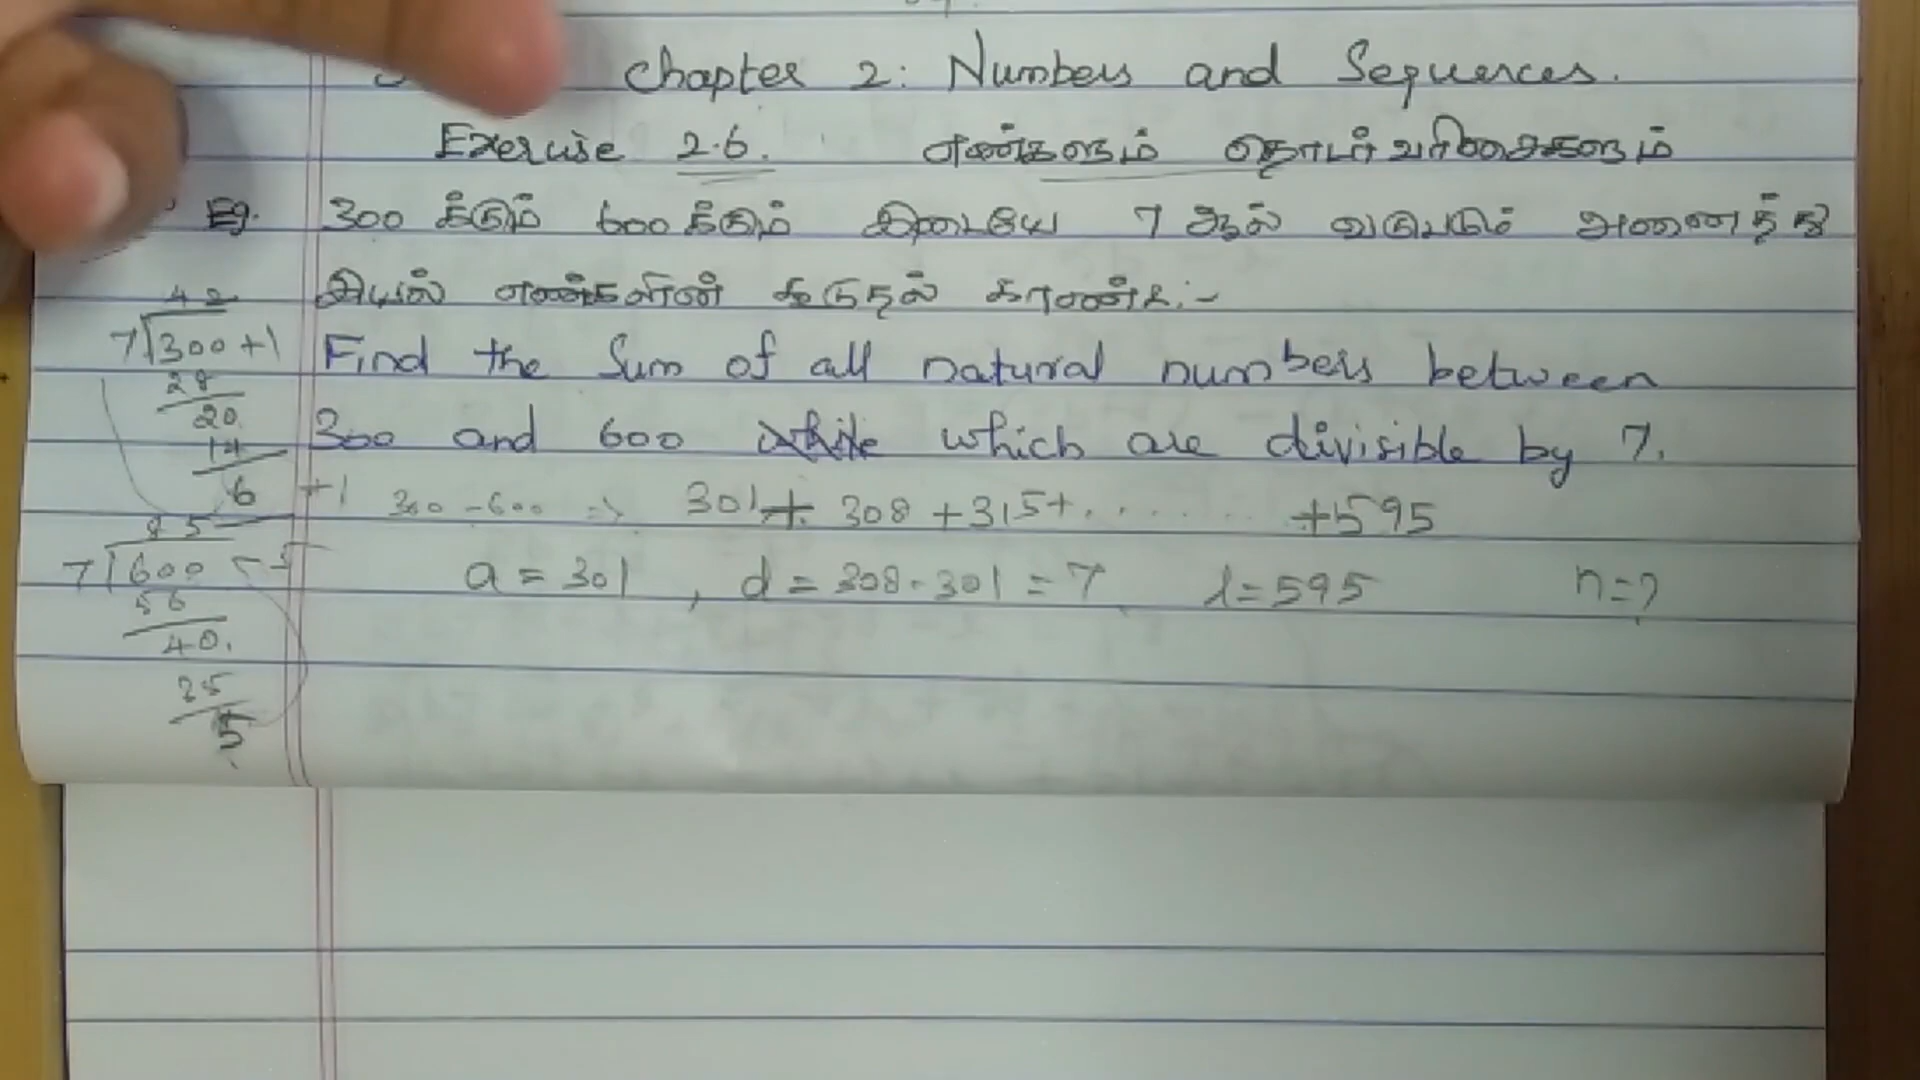 Chapter 2: Numbers and Sequences.
Exercise 2.6. எண்களும் தொடர்வரிசைகளும்
Eg. 300 க்கும் 600 க்கும் இடையே 7 ஆல் வகுபடும் அனைத்து
இயல் எண்களின் கூடுதல் காண்க:-
Find the Sum of all natural numbers between
300 and 600 which are divisible by 7.
300-600 => 301 + 308 + 315 + ....... + 595
a = 301, d = 308 - 301 = 7 l = 595 n = ?
42
7 300 + 1
28
20
14
6 +1
85
7 600 - 5
56
40.
35
5